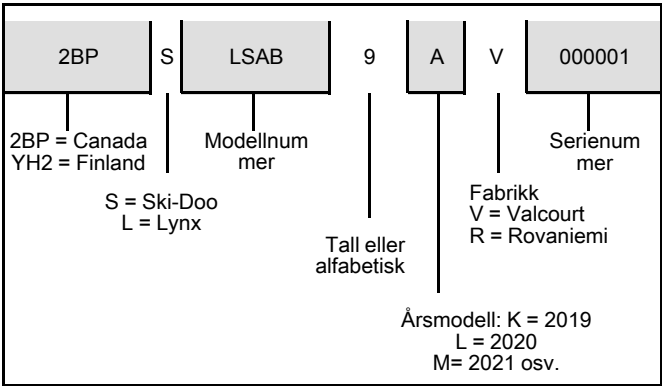 2BP S LSAB 9 A V 000001
2BP = Canada
YH2 = Finland
Modellnum
mer
Serienum
mer
S = Ski-Doo
L = Lynx
Fabrikk
V = Valcourt
R = Rovaniemi
Tall eller
alfabetisk
Årsmodell: K = 2019
L = 2020
M= 2021 osv.